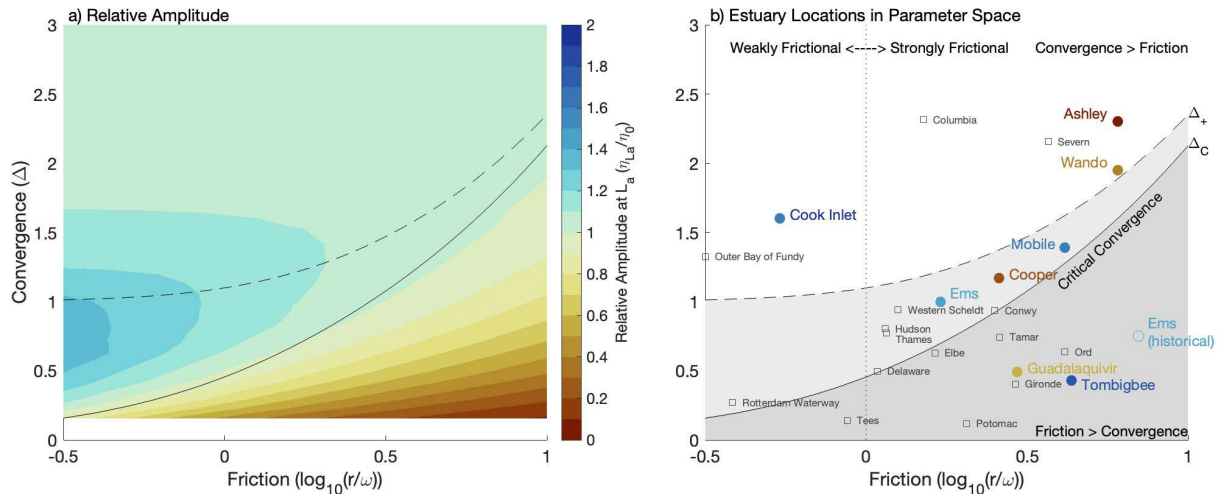 a) Relative Amplitude
3
2.5
2
1.5
1
0.5
0
Convergence (Δ)
-0.5
0
0.5
1
Friction (log₁₀(r/ω))
2
1.8
1.6
1.4
1.2
1
0.8
0.6
0.4
0.2
0
Relative Amplitude at Lₐ (η_La/η₀)
b) Estuary Locations in Parameter Space
3
2.5
2
1.5
1
0.5
0
Weakly Frictional <----> Strongly Frictional
Convergence > Friction
Columbia
Ashley
Δ₊
Severn
Δ_C
Wando
Cook Inlet
Mobile
Outer Bay of Fundy
Critical Convergence
Cooper
Ems
Western Scheldt
Conwy
Hudson
Thames
Tamar
Ems
(historical)
Elbe
Ord
Delaware
Guadalaquivir
Gironde
Tombigbee
Rotterdam Waterway
Tees
Potomac
Friction > Convergence
-0.5
0
0.5
1
Friction (log₁₀(r/ω))